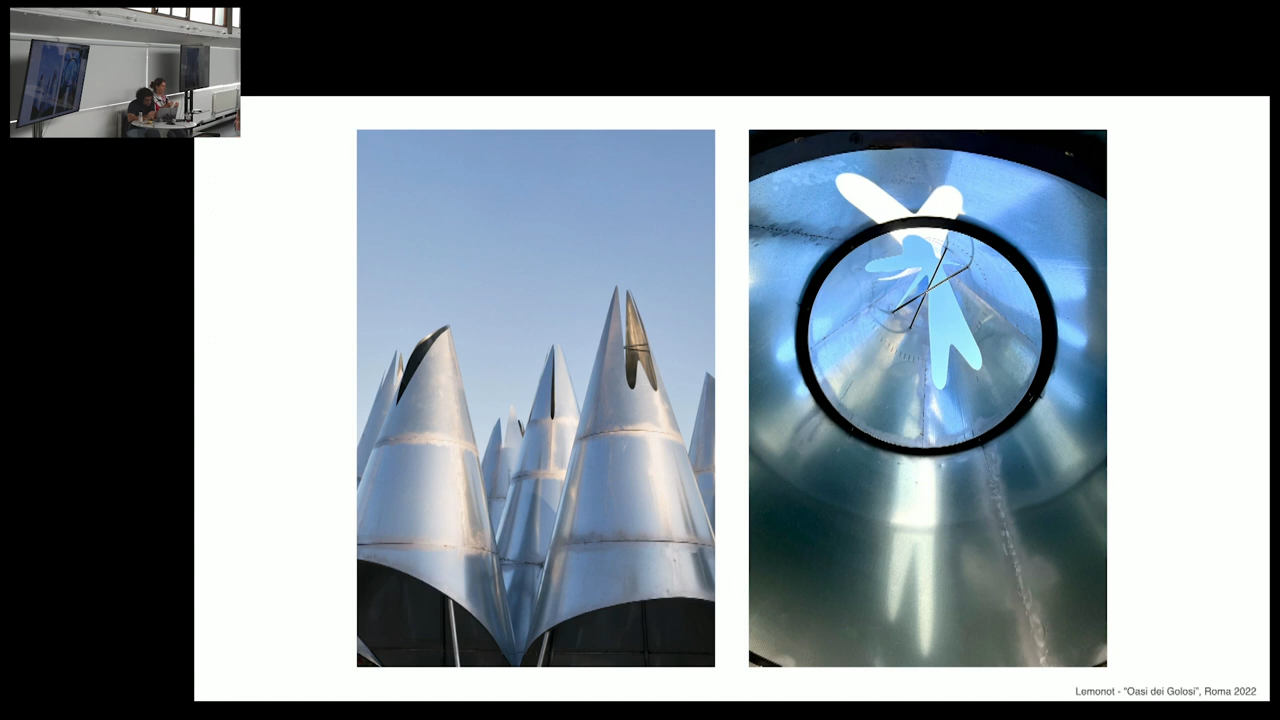 Lemonot - “Oasi dei Golosi”, Roma 2022